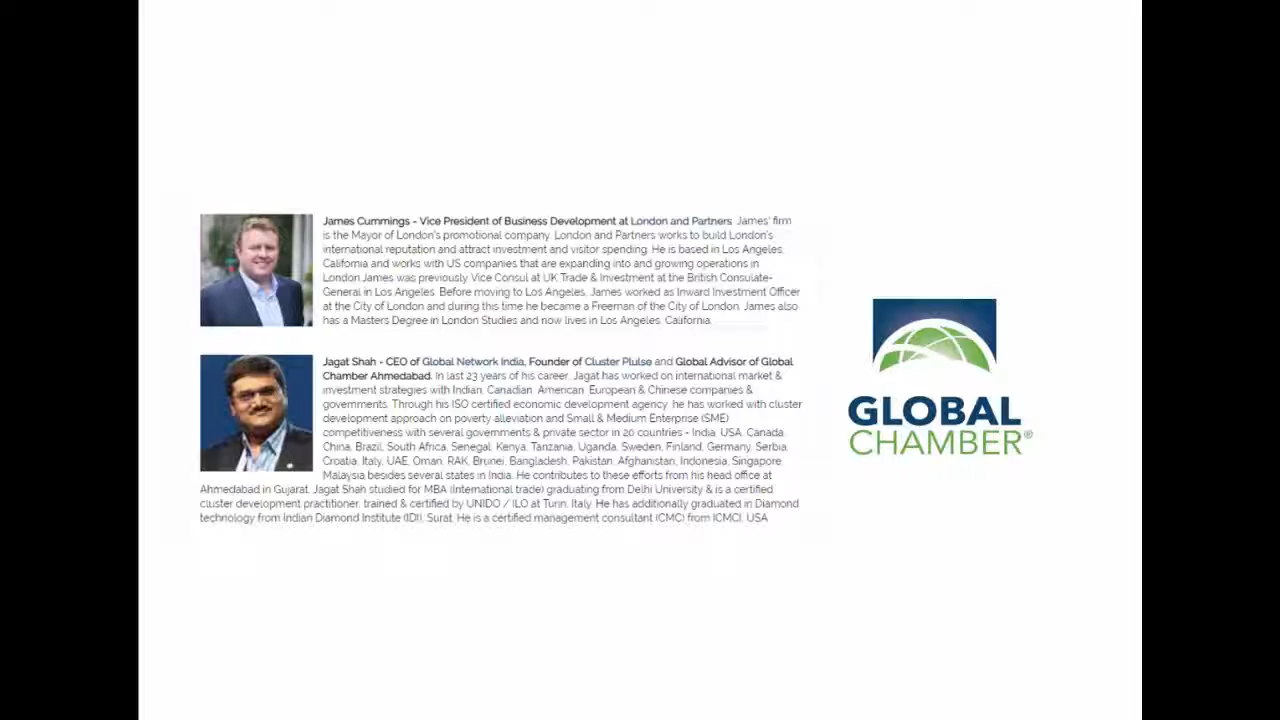 James Cummings - Vice President of Business Development at London and Partners. James' firm
is the Mayor of London's promotional company. London and Partners works to build London's
international reputation and attract investment and visitor spending. He is based in Los Angeles,
California and works with US companies that are expanding into and growing operations in
London.James was previously Vice Consul at UK Trade & Investment at the British Consulate-
General in Los Angeles. Before moving to Los Angeles, James worked as Inward Investment Officer
at the City of London and during this time he became a Freeman of the City of London. James also
has a Masters Degree in London Studies and now lives in Los Angeles, California.
Jagat Shah - CEO of Global Network India, Founder of Cluster Plulse and Global Advisor of Global
Chamber Ahmedabad. In last 23 years of his career, Jagat has worked on international market &
investment strategies with Indian, Canadian, American, European & Chinese companies &
governments. Through his ISO certified economic development agency, he has worked with cluster
development approach on poverty alleviation and Small & Medium Enterprise (SME)
competitiveness with several governments & private sector in 20 countries - India, USA, Canada,
China, Brazil, South Africa, Senegal, Kenya, Tanzania, Uganda, Sweden, Finland, Germany, Serbia,
Croatia, Italy, UAE, Oman, RAK, Brunei, Bangladesh, Pakistan, Afghanistan, Indonesia, Singapore
Malaysia besides several states in India. He contributes to these efforts from his head office at
Ahmedabad in Gujarat. Jagat Shah studied for MBA (International trade) graduating from Delhi University & is a certified
cluster development practitioner, trained & certified by UNIDO / ILO at Turin, Italy. He has additionally graduated in Diamond
technology from Indian Diamond Institute (IDI), Surat. He is a certified management consultant (CMC) from ICMCI, USA
GLOBAL
CHAMBER®